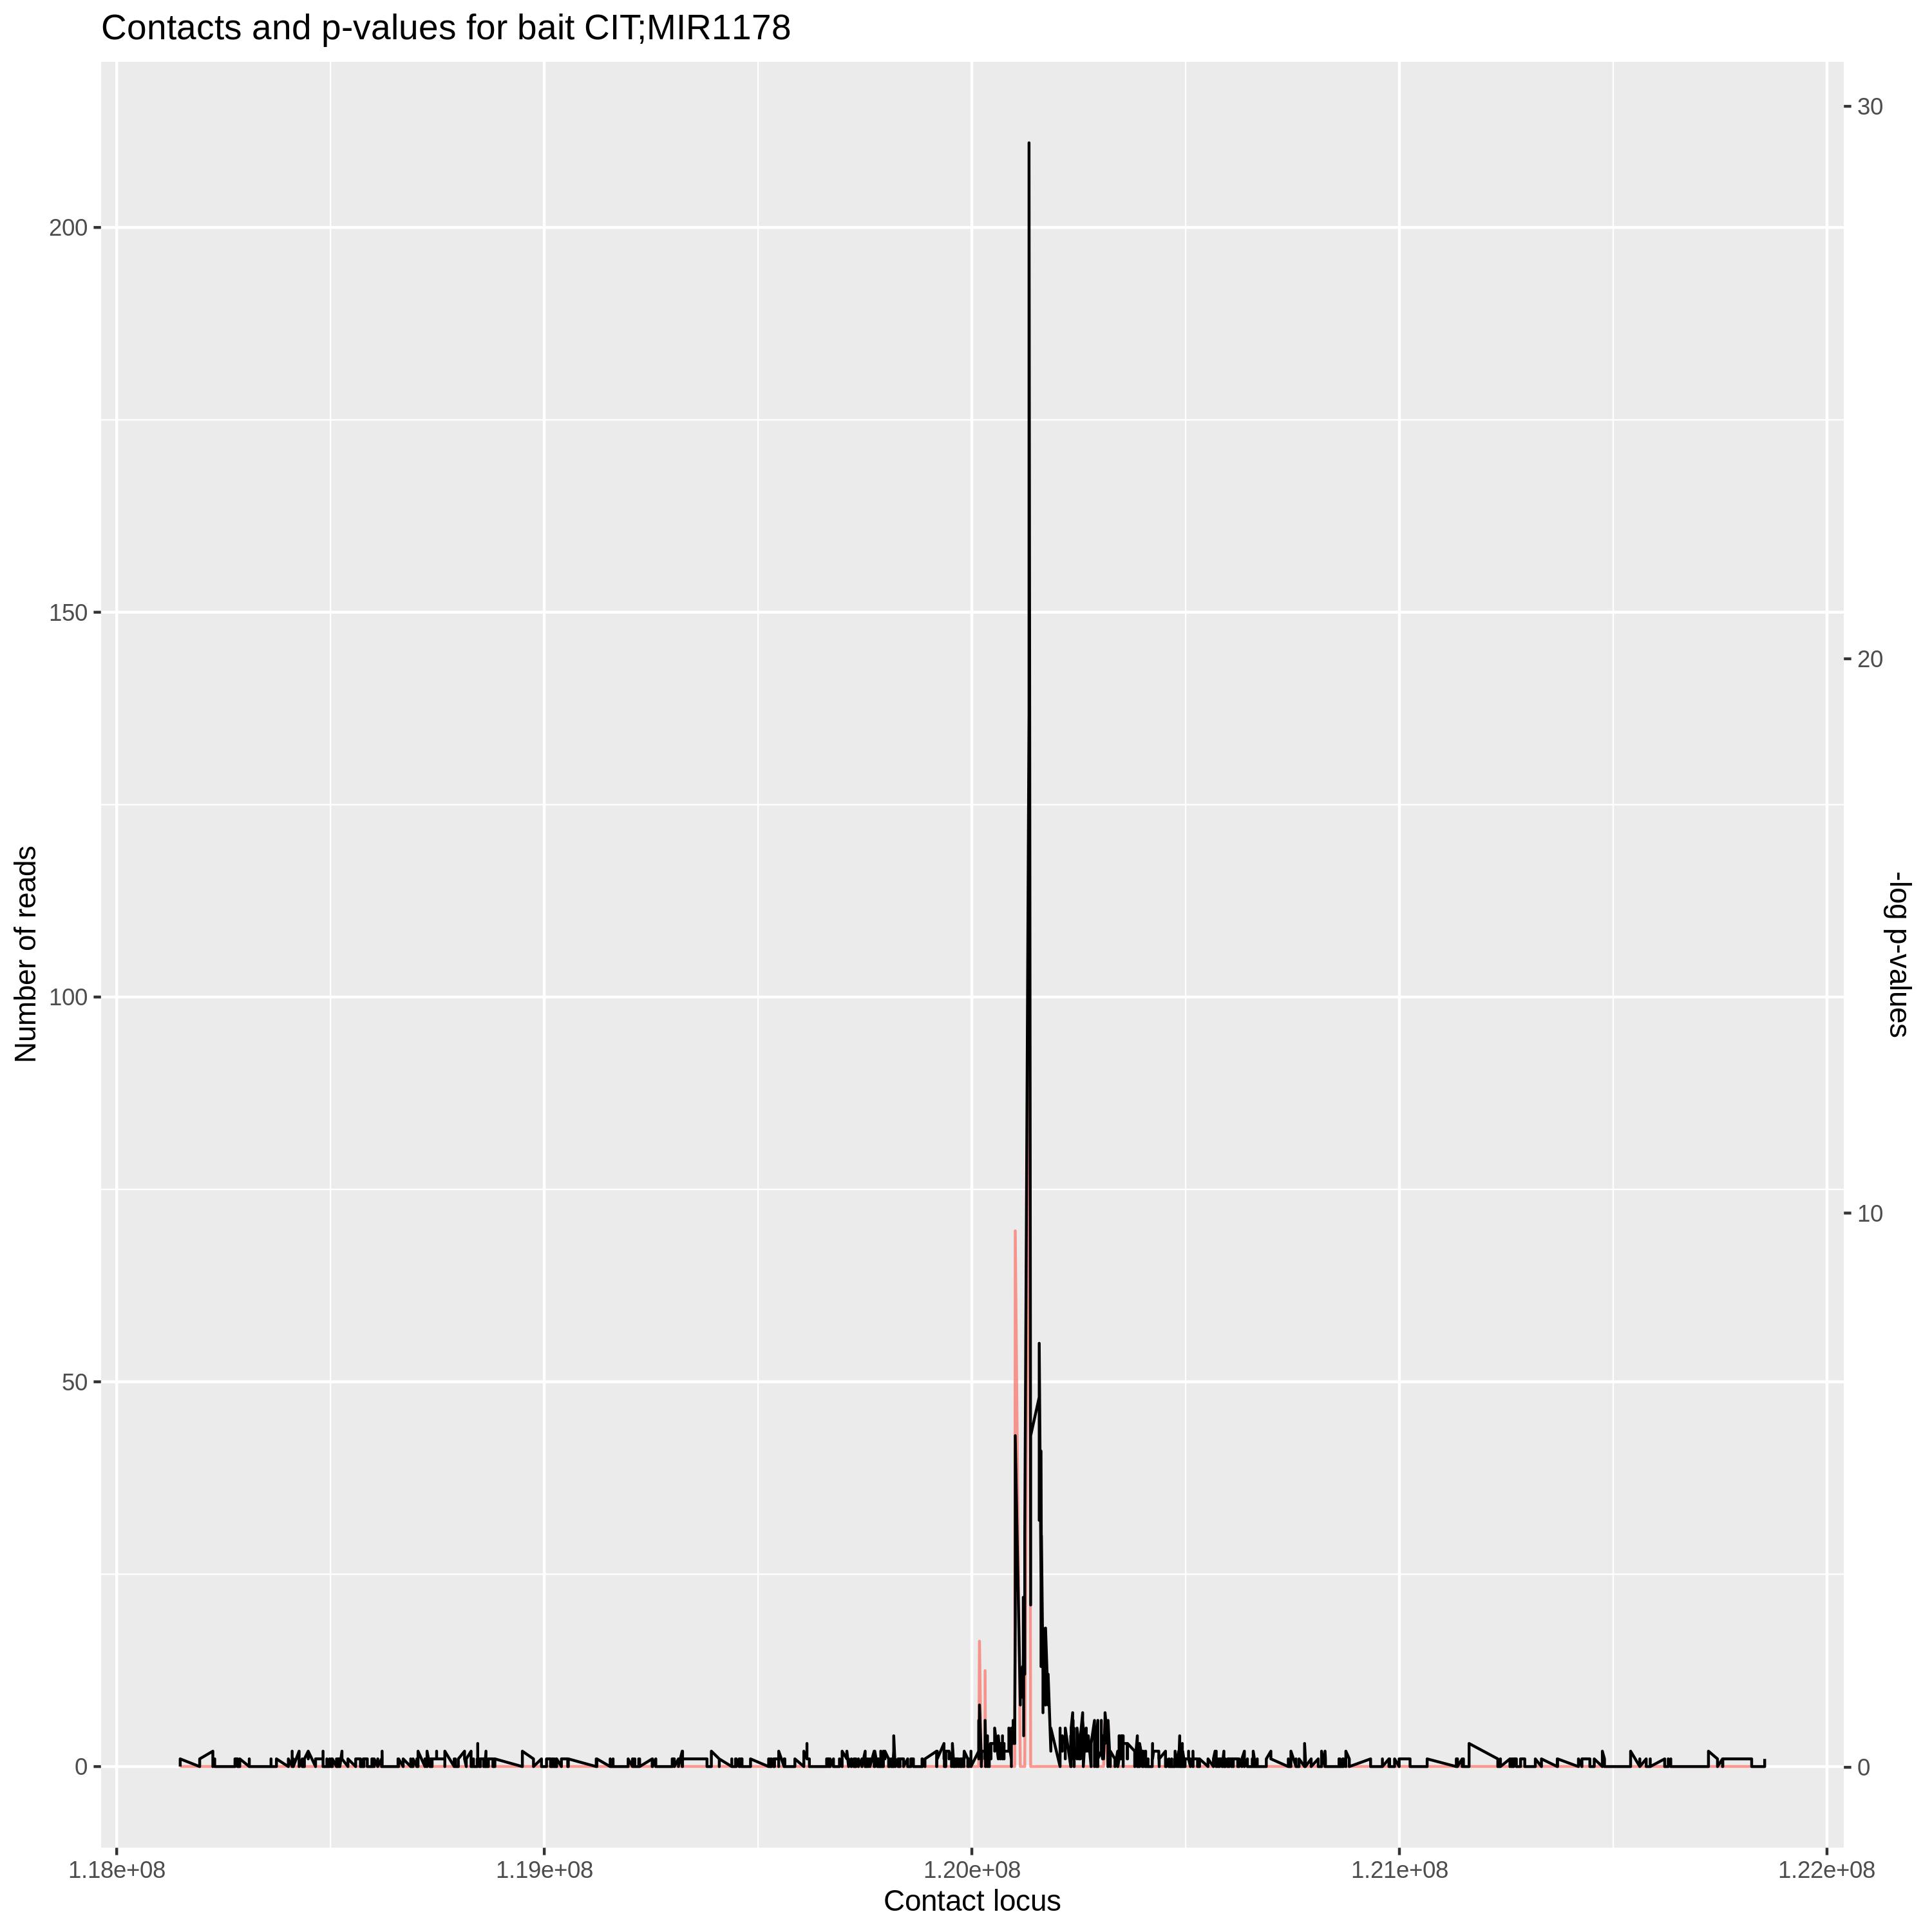 Contacts and p-values for bait CIT;MIR1178
Number of reads
200
150
100
50
0
30
20
10
0
-log p-values
1.18e+08 1.19e+08 1.20e+08 1.21e+08 1.22e+08
Contact locus